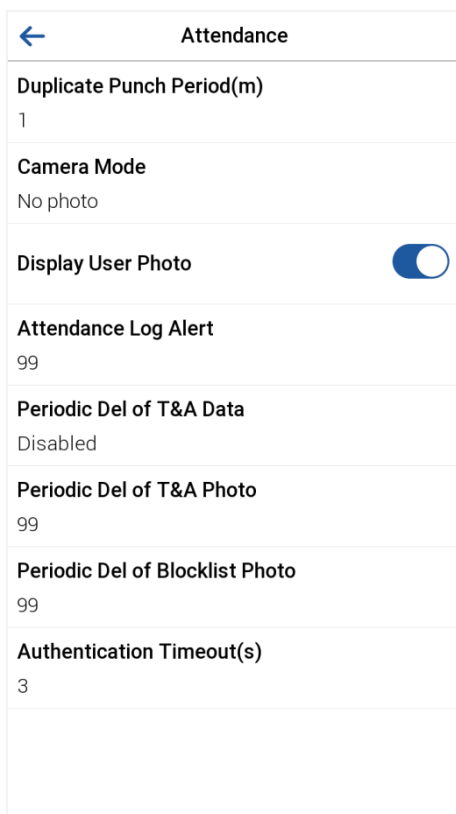 Attendance
Duplicate Punch Period(m)
1
Camera Mode
No photo
Display User Photo
Attendance Log Alert
99
Periodic Del of T&A Data
Disabled
Periodic Del of T&A Photo
99
Periodic Del of Blocklist Photo
99
Authentication Timeout(s)
3